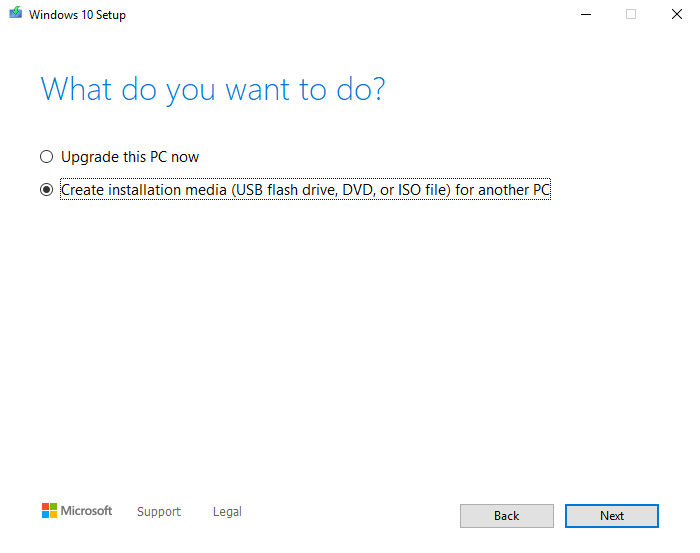 Windows 10 Setup
What do you want to do?
Upgrade this PC now
Create installation media (USB flash drive, DVD, or ISO file) for another PC
Microsoft Support Legal Back Next